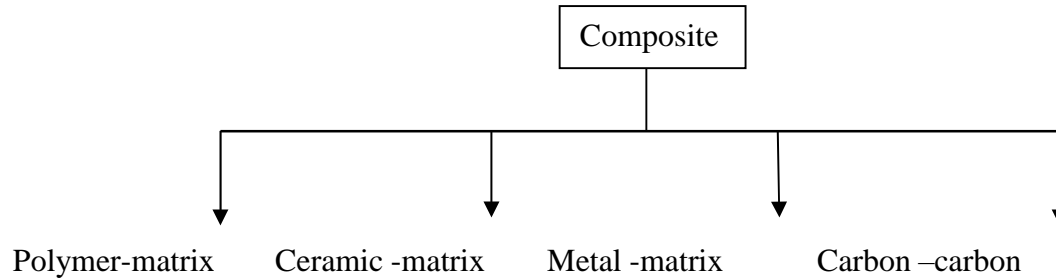 Composite
Polymer-matrix Ceramic -matrix Metal -matrix Carbon –carbon